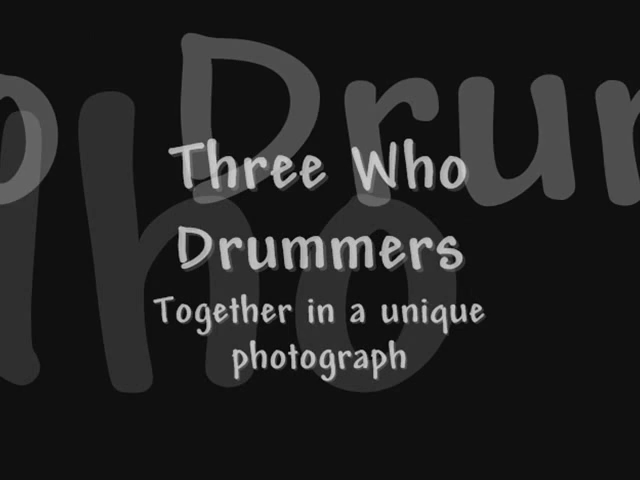 Three Who
Drummers
Together in a unique
photograph